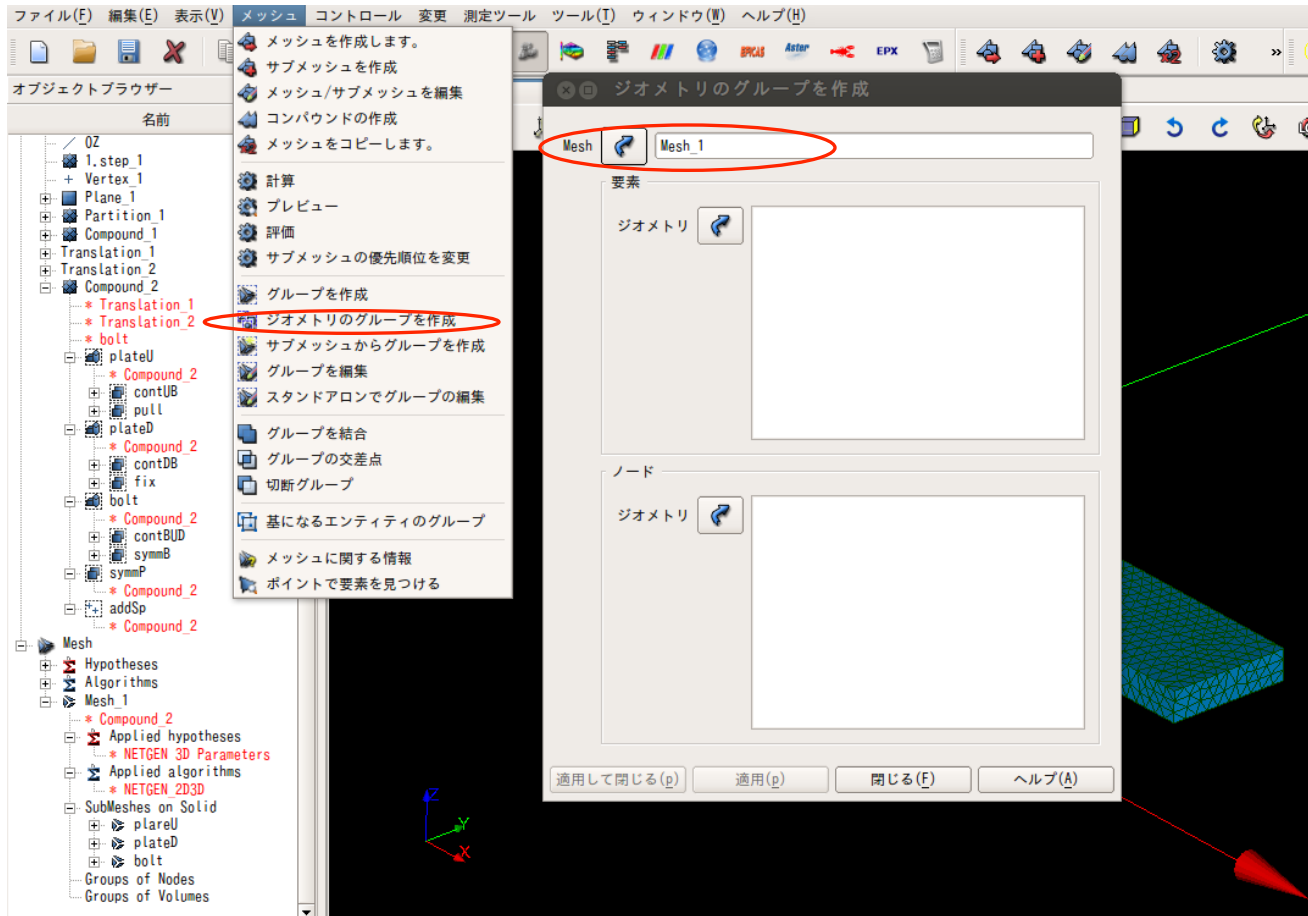 ファイル(F) 編集(E) 表示(V) メッシュ コントロール 変更 測定ツール ツール(T) ウィンドウ(W) ヘルプ(H)
EFICAS Aster EPX »
オブジェクトブラウザー
名前
OZ
1.step_1
Vertex_1
Plane_1
Partition_1
Compound_1
Translation_1
Translation_2
Compound_2
* Translation_1
* Translation_2
* bolt
plateU
* Compound_2
contUB
pull
plateD
* Compound_2
contDB
fix
bolt
* Compound_2
contBUD
symmB
symmP
* Compound_2
addSp
* Compound_2
Mesh
Hypotheses
Algorithms
Mesh_1
* Compound_2
Applied hypotheses
* NETGEN 3D Parameters
Applied algorithms
* NETGEN_2D3D
SubMeshes on Solid
plareU
plateD
bolt
Groups of Nodes
Groups of Volumes
メッシュを作成します。
サブメッシュを作成
メッシュ/サブメッシュを編集
コンパウンドの作成
メッシュをコピーします。
計算
プレビュー
評価
サブメッシュの優先順位を変更
グループを作成
ジオメトリのグループを作成
サブメッシュからグループを作成
グループを編集
スタンドアロンでグループの編集
グループを結合
グループの交差点
切断グループ
基になるエンティティのグループ
メッシュに関する情報
ポイントで要素を見つける
ジオメトリのグループを作成
Mesh Mesh_1
要素
ジオメトリ
ノード
ジオメトリ
適用して閉じる(p) 適用(p) 閉じる(F) ヘルプ(A)
Z
Y
X